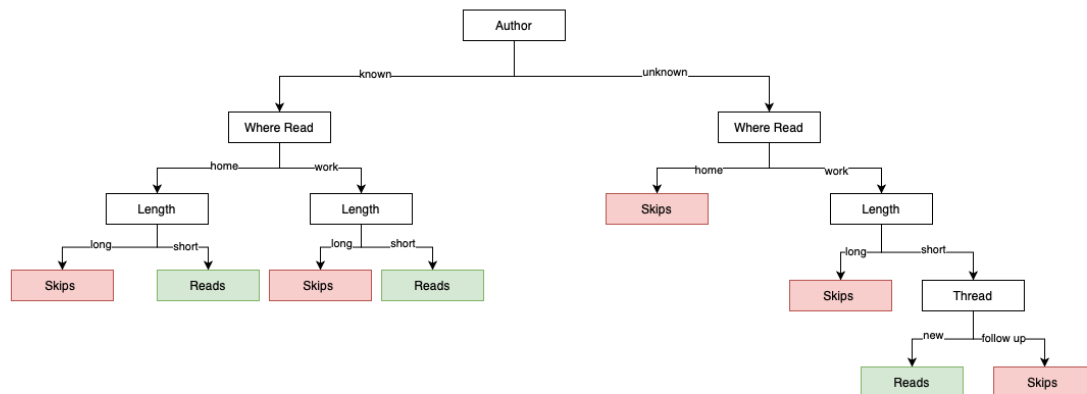 Author
known
unknown
Where Read
Where Read
home
work
home
work
Length
Length
Skips
Length
long
short
long
short
long
short
Skips
Reads
Skips
Reads
Skips
Thread
new
follow up
Reads
Skips